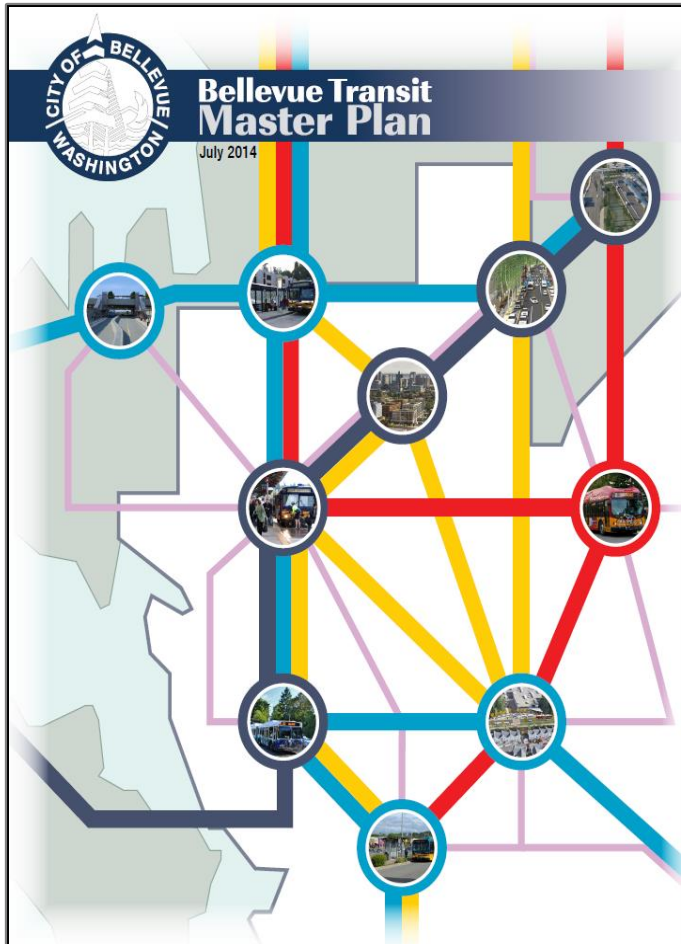 CITY OF BELLEVUE
WASHINGTON
Bellevue Transit
Master Plan
July 2014